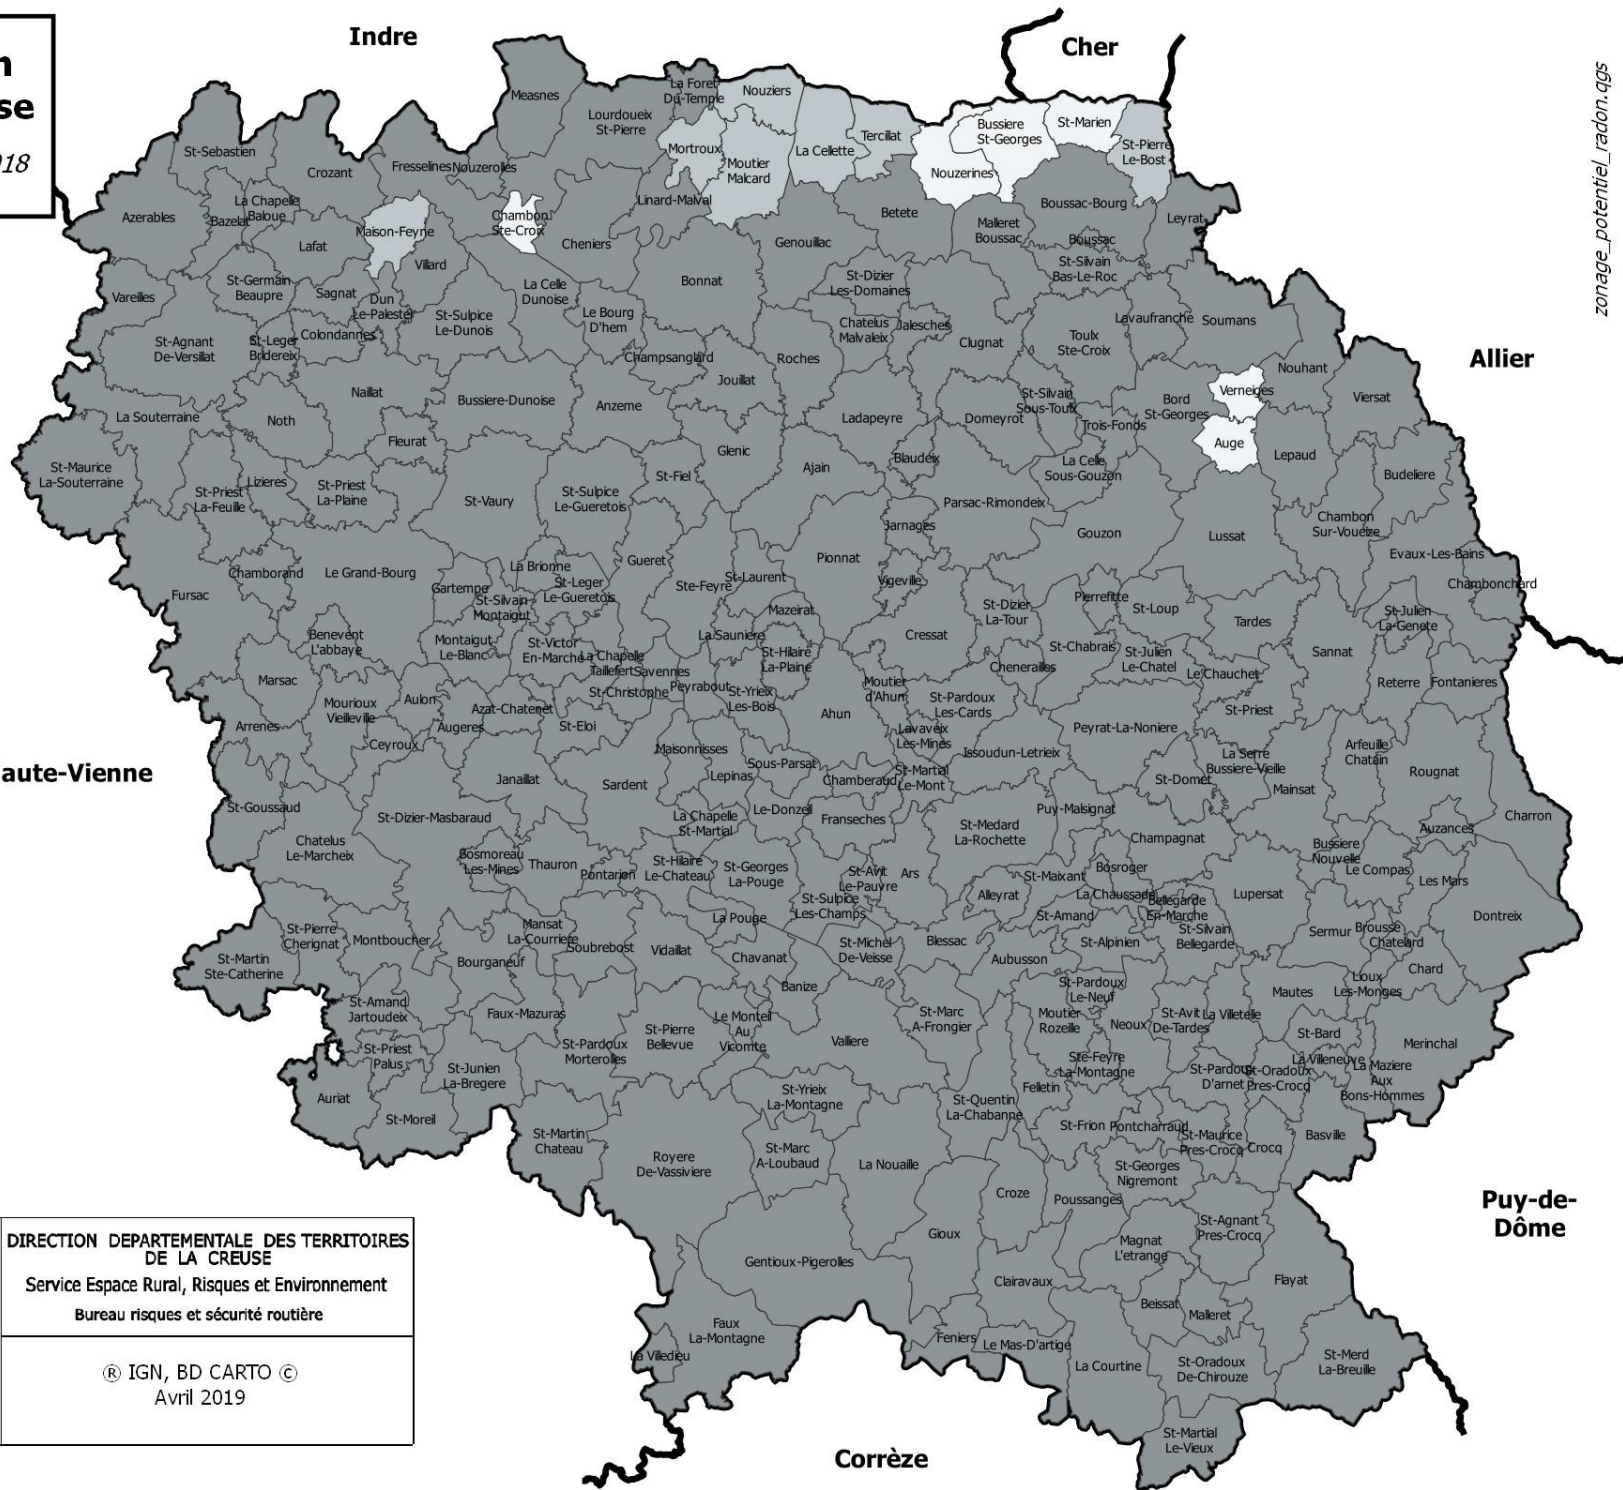 n
se
018
Indre
Cher
zonage_potentiel_radon.qgs
Allier
Puy-de-
Dôme
Corrèze
aute-Vienne
Measnes
La Foret
Du-Temple
Nouziers
Lourdoueix
St-Pierre
Bussiere
St-Georges
St-Marien
St-Sebastien
Crozant
Fresselines
Nouzerolles
Mortroux
Moutier
Malcard
La Cellette
Tercillat
St-Pierre
Le-Bost
Nouzerines
Azerables
Bazelat
La Chapelle
Baloue
Maison-Feyne
Chambon
Ste-Croix
Linard-Malval
Betete
Malleret
Boussac
Boussac-Bourg
Leyrat
Lafat
Villard
Cheniers
Genouillac
Boussac
St-Silvain
Bas-Le-Roc
Vareilles
St-Germain
Beaupre
Sagnat
Dun
Le-Palestel
La Celle
Dunoise
Bonnat
St-Dizier
Les-Domaines
St-Agnant
De-Versillat
St-Leger
Bridereix
Colondannes
St-Sulpice
Le-Dunois
Le Bourg
D'hem
Chatelus
Malvaleix
Jalesches
Clugnat
Toulx
Ste-Croix
Lavaufranche
Soumans
Champsanglard
Roches
Nouhant
Naillat
Bussiere-Dunoise
Anzeme
Jouillat
Ladapeyre
Domeyrot
St-Silvain
Sous-Toulx
Bord
St-Georges
Verneiges
Viersat
La Souterraine
Noth
Fleurat
Trois-Fonds
Auge
Lepaud
St-Maurice
La-Souterraine
Glenic
Ajain
Blaudeix
La Celle
Sous-Gouzon
Budeliere
St-Priest
La-Feuille
Lizieres
St-Priest
La-Plaine
St-Vaury
St-Sulpice
Le-Gueretois
St-Fiel
Parsac-Rimondeix
Jarnages
Gouzon
Lussat
Chambon
Sur-Voueize
Evaux-Les-Bains
Chambonchard
Fursac
Chamborand
Le Grand-Bourg
Gartempe
La Brionne
St-Leger
Le-Gueretois
Gueret
Ste-Feyre
St-Laurent
Pionnat
Vigeville
St-Silvain
Montaigut
Mazeirat
St-Dizier
La-Tour
Pierrefitte
St-Loup
Tardes
St-Julien
La-Genete
Benevent
L'abbaye
Montaigut
Le-Blanc
St-Victor
En-Marche
La Chapelle
Taillefert
Savennes
La Sauniere
St-Hilaire
La-Plaine
Cressat
St-Chabrais
St-Julien
Le-Chatel
Sannat
Chenerailles
Le Chauchet
Reterre
Fontanieres
Marsac
Mourioux
Vieilleville
Aulon
Azat-Chatenet
St-Christophe
Peyrabout
St-Yrieix
Les-Bois
Moutier
d'Ahun
St-Pardoux
Les-Cards
St-Priest
Arrenes
Ceyroux
Augeres
St-Eloi
Ahun
Lavaveix
Les-Mines
Issoudun-Letrieix
Peyrat-La-Noniere
Arfeuille
Chatain
Rougnat
Maisonnisses
Lepinas
Sous-Parsat
Chamberaud
St-Martial
Le-Mont
La Serre
Bussiere-Vieille
St-Domet
Mainsat
Janaillat
Sardent
St-Goussaud
St-Dizier-Masbaraud
La Chapelle
St-Martial
Le-Donzeil
Franseches
Puy-Malsignat
St-Medard
La-Rochette
Champagnat
Charron
Auzances
Chatelus
Le-Marcheix
Bosmoreau
Les-Mines
Thauron
Pontarion
St-Hilaire
Le-Chateau
St-Georges
La-Pouge
St-Avit
Le-Pauvre
Ars
St-Maixant
Bosroger
Bussiere
Nouvelle
Le Compas
Les Mars
St-Sulpice
Les-Champs
Alleyrat
La Chaussade
Bellegarde
En-Marche
Lupersat
St-Amand
Dontreix
St-Pierre
Cherignat
Montboucher
Mansat
La-Courriere
Soubrebost
Vidaillat
La Pouge
St-Michel
De-Veisse
Blessac
St-Alpinien
St-Silvain
Bellegarde
Sermur
Brousse
Chatelard
St-Martin
Ste-Catherine
Bourganeuf
Chavanat
Aubusson
Banize
Chard
Lioux
Les-Monges
Mautes
St-Amand
Jartoudeix
Faux-Mazuras
Le Monteil
Au
Vicomte
St-Marc
A-Frongier
St-Pardoux
Le-Neuf
Moutier
Rozeille
Neoux
St-Avit
De-Tardes
La Villetelle
St-Bard
St-Priest
Palus
St-Pardoux
Morterolles
St-Pierre
Bellevue
Valliere
Merinchal
St-Junien
La-Bregere
Ste-Feyre
La-Montagne
Felletin
St-Pardoux
D'arnet
St-Oradoux
Pres-Crocq
La Villeneuve
La Maziere
Aux
Bons-Hommes
Auriat
St-Moreil
St-Yrieix
La-Montagne
St-Quentin
La-Chabanne
St-Frion
Pontcharraud
St-Maurice
Pres-Crocq
Crocq
Basville
St-Martin
Chateau
Royere
De-Vassiviere
St-Marc
A-Loubaud
La Nouaille
St-Georges
Nigremont
Croze
Poussanges
Gioux
St-Agnant
Pres-Crocq
Magnat
L'etrange
Gentioux-Pigerolles
Clairavaux
Flayat
Beissat
Malleret
Faux
La-Montagne
La Villedieu
Feniers
Le Mas-D'artige
La Courtine
St-Oradoux
De-Chirouze
St-Merd
La-Breuille
St-Martial
Le-Vieux
DIRECTION DEPARTEMENTALE DES TERRITOIRES
DE LA CREUSE
Service Espace Rural, Risques et Environnement
Bureau risques et sécurité routière
® IGN, BD CARTO ©
Avril 2019